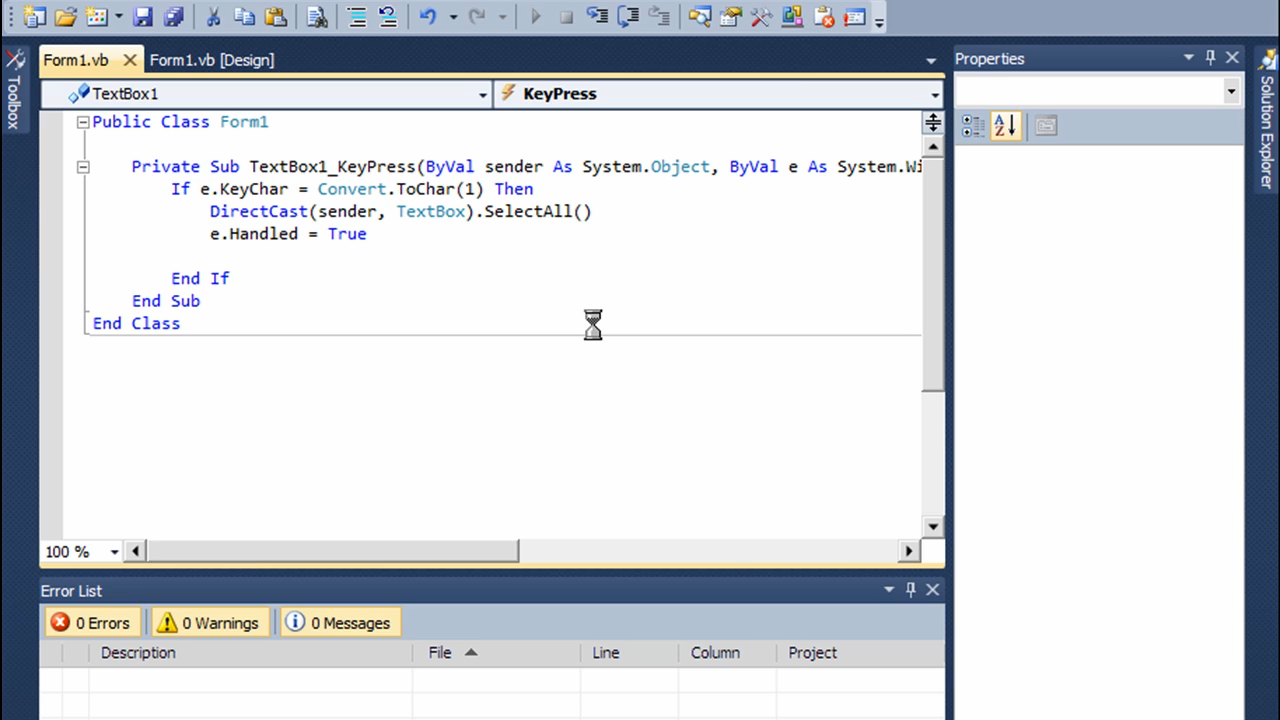 Form1.vb
Form1.vb [Design]
Properties
Toolbox
Solution Explorer
TextBox1
KeyPress
Public Class Form1
Private Sub TextBox1_KeyPress(ByVal sender As System.Object, ByVal e As System.Wi
If e.KeyChar = Convert.ToChar(1) Then
DirectCast(sender, TextBox).SelectAll()
e.Handled = True
End If
End Sub
End Class
100 %
Error List
0 Errors
0 Warnings
0 Messages
Description File Line Column Project